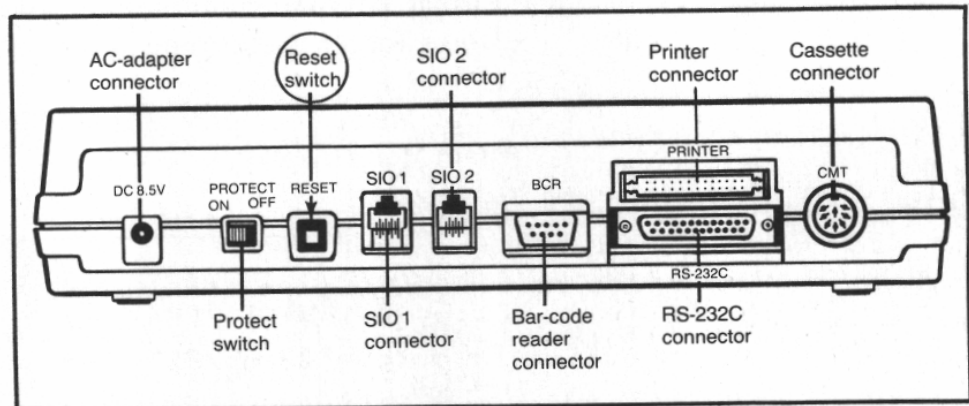 AC-adapter
connector
Reset
switch
SIO 2
connector
Printer
connector
Cassette
connector
DC 8.5V
PROTECT
ON OFF
RESET
SIO 1
SIO 2
BCR
PRINTER
CMT
RS-232C
Protect
switch
SIO 1
connector
Bar-code
reader
connector
RS-232C
connector